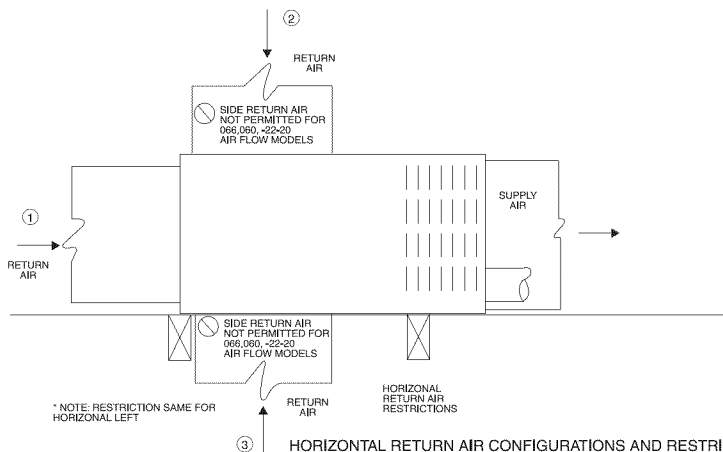 2
RETURN
AIR
SIDE RETURN AIR
NOT PERMITTED FOR
066,060, -22-20
AIR FLOW MODELS
1
RETURN
AIR
SUPPLY
AIR
SIDE RETURN AIR
NOT PERMITTED FOR
066,060, -22-20
AIR FLOW MODELS
* NOTE: RESTRICTION SAME FOR
HORIZONAL LEFT
RETURN
AIR
HORIZONAL
RETURN AIR
RESTRICTIONS
3
HORIZONTAL RETURN AIR CONFIGURATIONS AND RESTRI